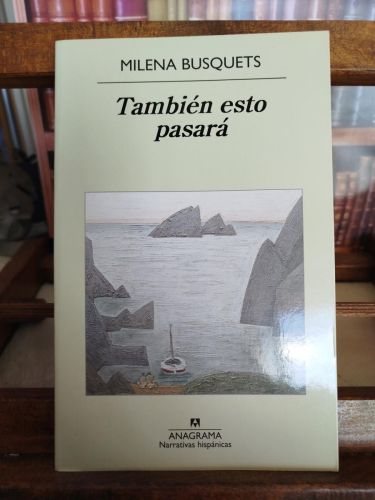 MILENA BUSQUETS
También esto
pasará
ANAGRAMA
Narrativas hispánicas